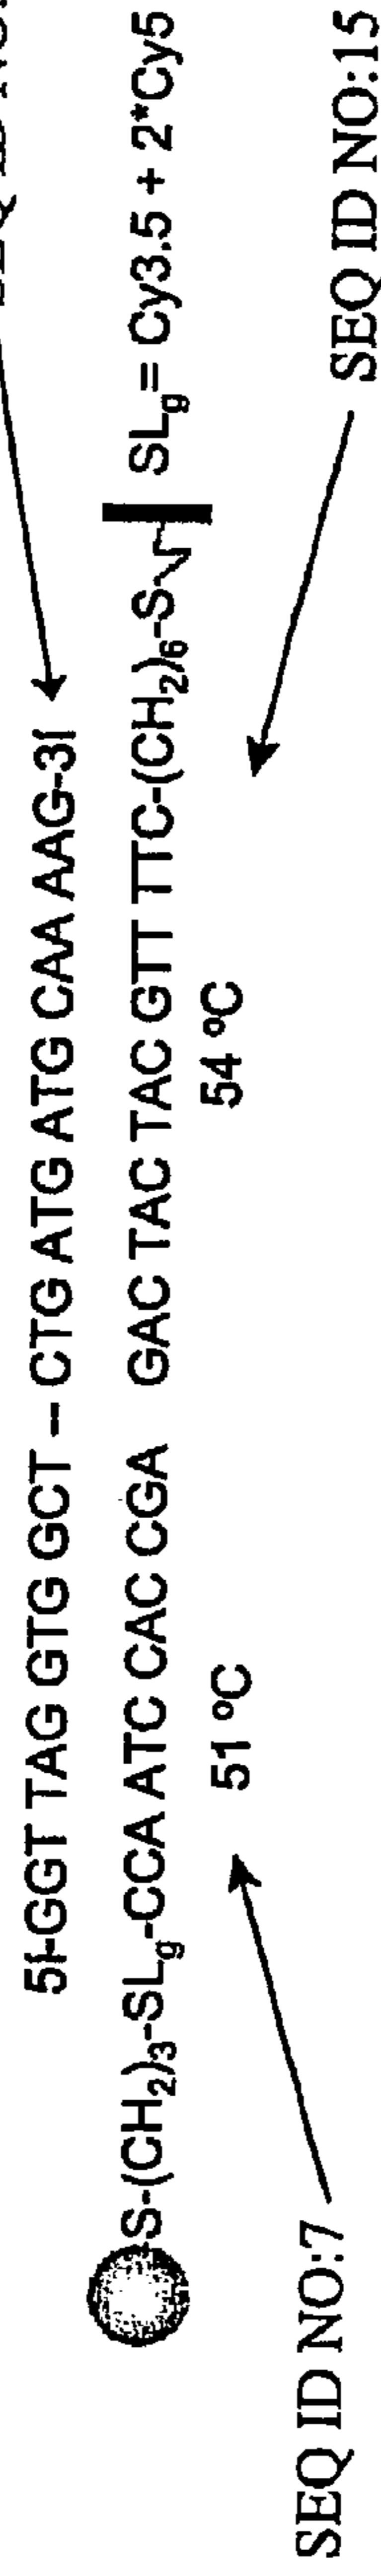 5I-GGT TAG GTG GCT -- CTG ATG ATG CAA AAG-3I
S-(CH2)3-SLg-CCA ATC CAC CGA GAC TAC TAC GTT TTC-(CH2)6-S SLg= Cy3.5 + 2*Cy5
51 ºC 54 ºC
SEQ ID NO:7 SEQ ID NO:15